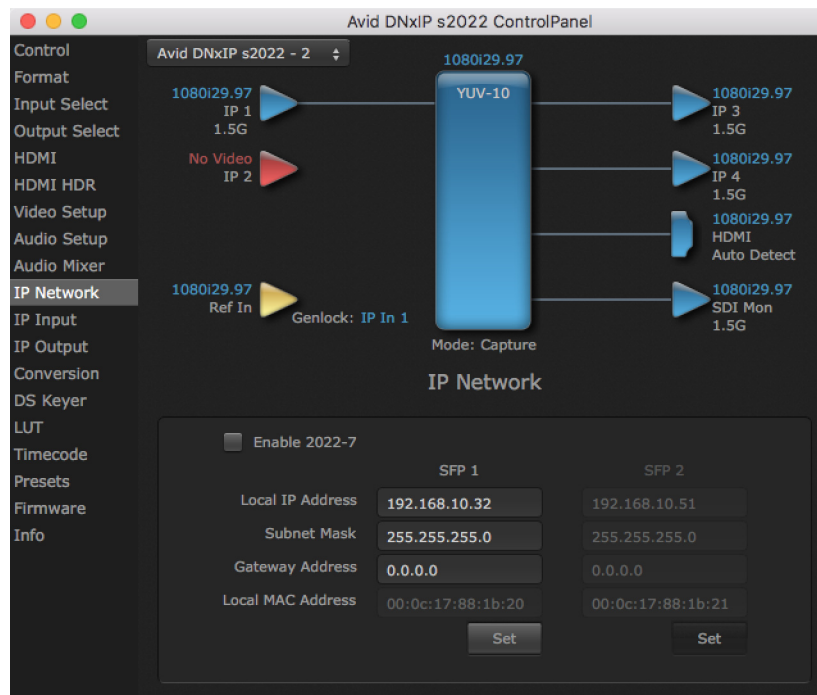 Avid DNxIP s2022 ControlPanel
Control
Format
Input Select
Output Select
HDMI
HDMI HDR
Video Setup
Audio Setup
Audio Mixer
IP Network
IP Input
IP Output
Conversion
DS Keyer
LUT
Timecode
Presets
Firmware
Info
Avid DNxIP s2022 - 2
1080i29.97
YUV-10
1080i29.97
IP 1
1.5G
No Video
IP 2
1080i29.97
Ref In
Genlock: IP In 1
1080i29.97
IP 3
1.5G
1080i29.97
IP 4
1.5G
1080i29.97
HDMI
Auto Detect
1080i29.97
SDI Mon
1.5G
Mode: Capture
IP Network
Enable 2022-7
SFP 1 SFP 2
Local IP Address 192.168.10.32 192.168.10.51
Subnet Mask 255.255.255.0 255.255.255.0
Gateway Address 0.0.0.0 0.0.0.0
Local MAC Address 00:0c:17:88:1b:20 00:0c:17:88:1b:21
Set Set